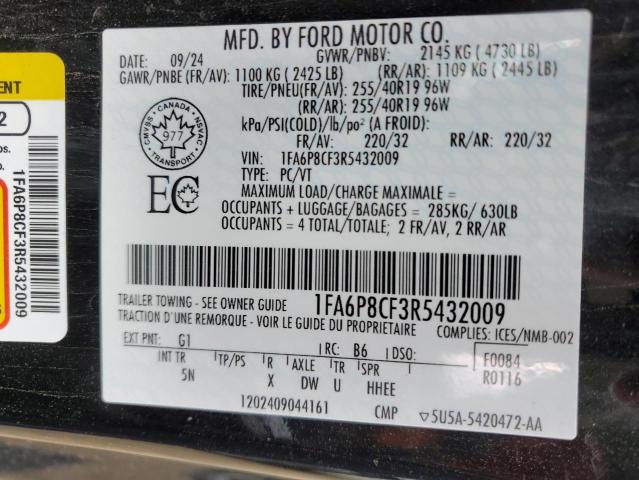 MFD. BY FORD MOTOR CO.
DATE: 09/24 GVWR/PNBV: 2145 KG ( 4730 LB)
GAWR/PNBE (FR/AV): 1100 KG ( 2425 LB) (RR/AR): 1109 KG ( 2445 LB)
TIRE/PNEU(FR/AV): 255/40R19 96W
(RR/AR): 255/40R19 96W
kPa/PSI(COLD)/lb/po² (A FROID):
FR/AV: 220/32 RR/AR: 220/32
VIN: 1FA6P8CF3R5432009
TYPE: PC/VT
MAXIMUM LOAD/CHARGE MAXIMALE=
OCCUPANTS + LUGGAGE/BAGAGES = 285KG/ 630LB
OCCUPANTS = 4 TOTAL/TOTALE; 2 FR/AV, 2 RR/AR
CANADA
CMVSS NSVAC
977
TRANSPORT
EC
1FA6P8CF3R5432009
TRAILER TOWING - SEE OWNER GUIDE
TRACTION D'UNE REMORQUE - VOIR LE GUIDE DU PROPRIETAIRE
COMPLIES: ICES/NMB-002
EXT PNT: G1 RC: B6 DSO: F0084
INT TR TP/PS R AXLE TR SPR R0116
5N X DW U HHEE
1202409044161 CMP 5U5A-5420472-AA
ENT
2
os.
1FA6P8CF3R5432009